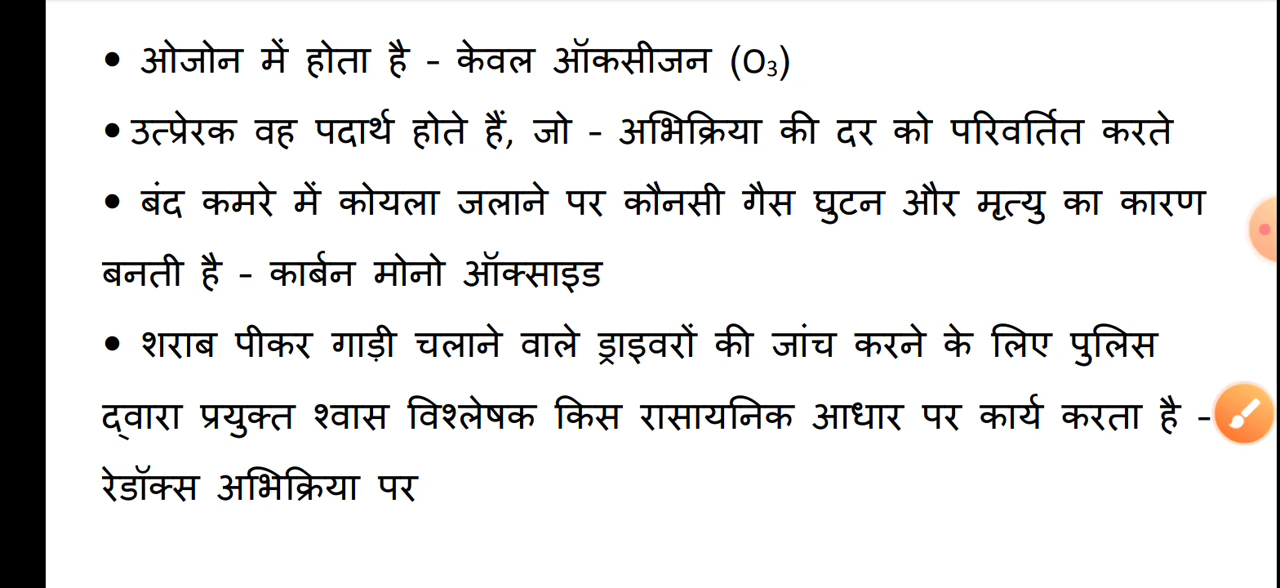 • ओजोन में होता है - केवल ऑकसीजन (O₃)
• उत्प्रेरक वह पदार्थ होते हैं, जो - अभिक्रिया की दर को परिवर्तित करते
• बंद कमरे में कोयला जलाने पर कौनसी गैस घुटन और मृत्यु का कारण
बनती है - कार्बन मोनो ऑक्साइड
• शराब पीकर गाड़ी चलाने वाले ड्राइवरों की जांच करने के लिए पुलिस
द्वारा प्रयुक्त श्वास विश्लेषक किस रासायनिक आधार पर कार्य करता है -
रेडॉक्स अभिक्रिया पर